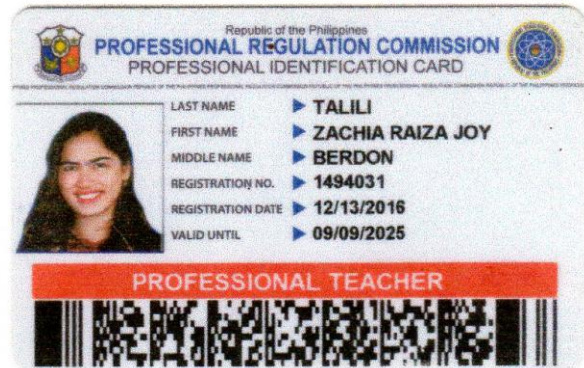 Republic of the Philippines
PROFESSIONAL REGULATION COMMISSION
PROFESSIONAL IDENTIFICATION CARD
LAST NAME TALILI
FIRST NAME ZACHIA RAIZA JOY
MIDDLE NAME BERDON
REGISTRATION NO. 1494031
REGISTRATION DATE 12/13/2016
VALID UNTIL 09/09/2025
PROFESSIONAL TEACHER